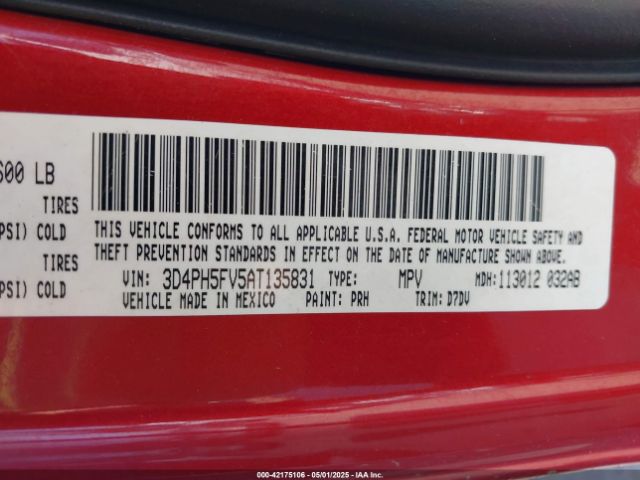 600 LB
TIRES
PSI) COLD
TIRES
PSI) COLD
THIS VEHICLE CONFORMS TO ALL APPLICABLE U.S.A. FEDERAL MOTOR VEHICLE SAFETY AND
THEFT PREVENTION STANDARDS IN EFFECT ON THE DATE OF MANUFACTURE SHOWN ABOVE.
VIN: 3D4PH5FV5AT135831 TYPE: MPV MDH: 113012 032AB
VEHICLE MADE IN MEXICO PAINT: PRH TRIM: D7DV
000-42175106 - 05/01/2025 - IAAI, Inc.